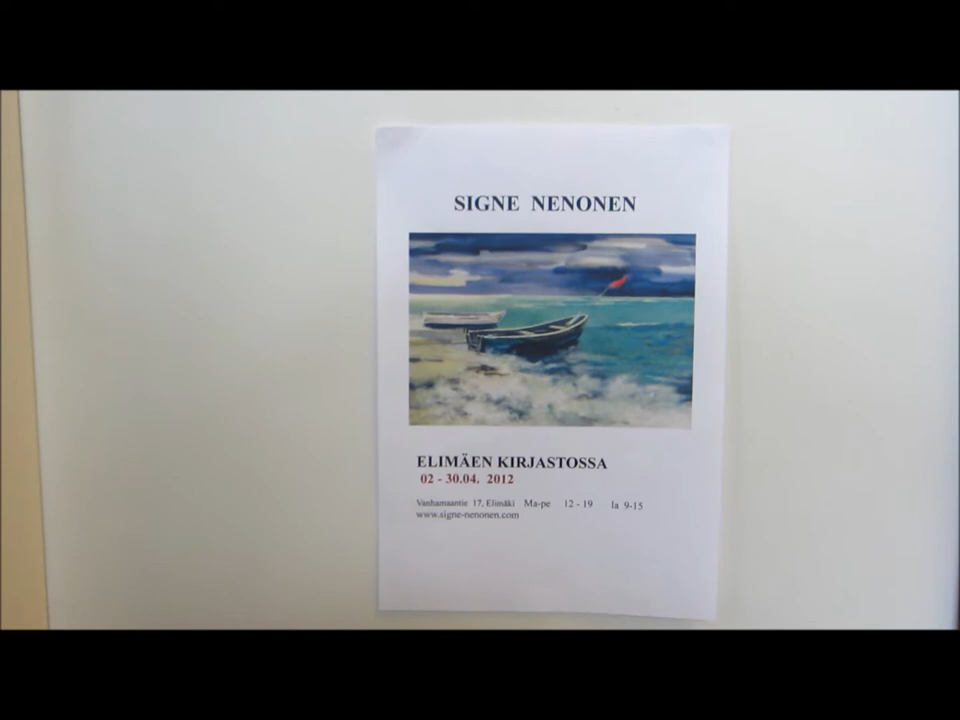 SIGNE NENONEN
ELIMÄEN KIRJASTOSSA
02 - 30.04. 2012
Vanhamaantie 17, Elimäki Ma-pe 12 - 19 la 9-15
www.signe-nenonen.com